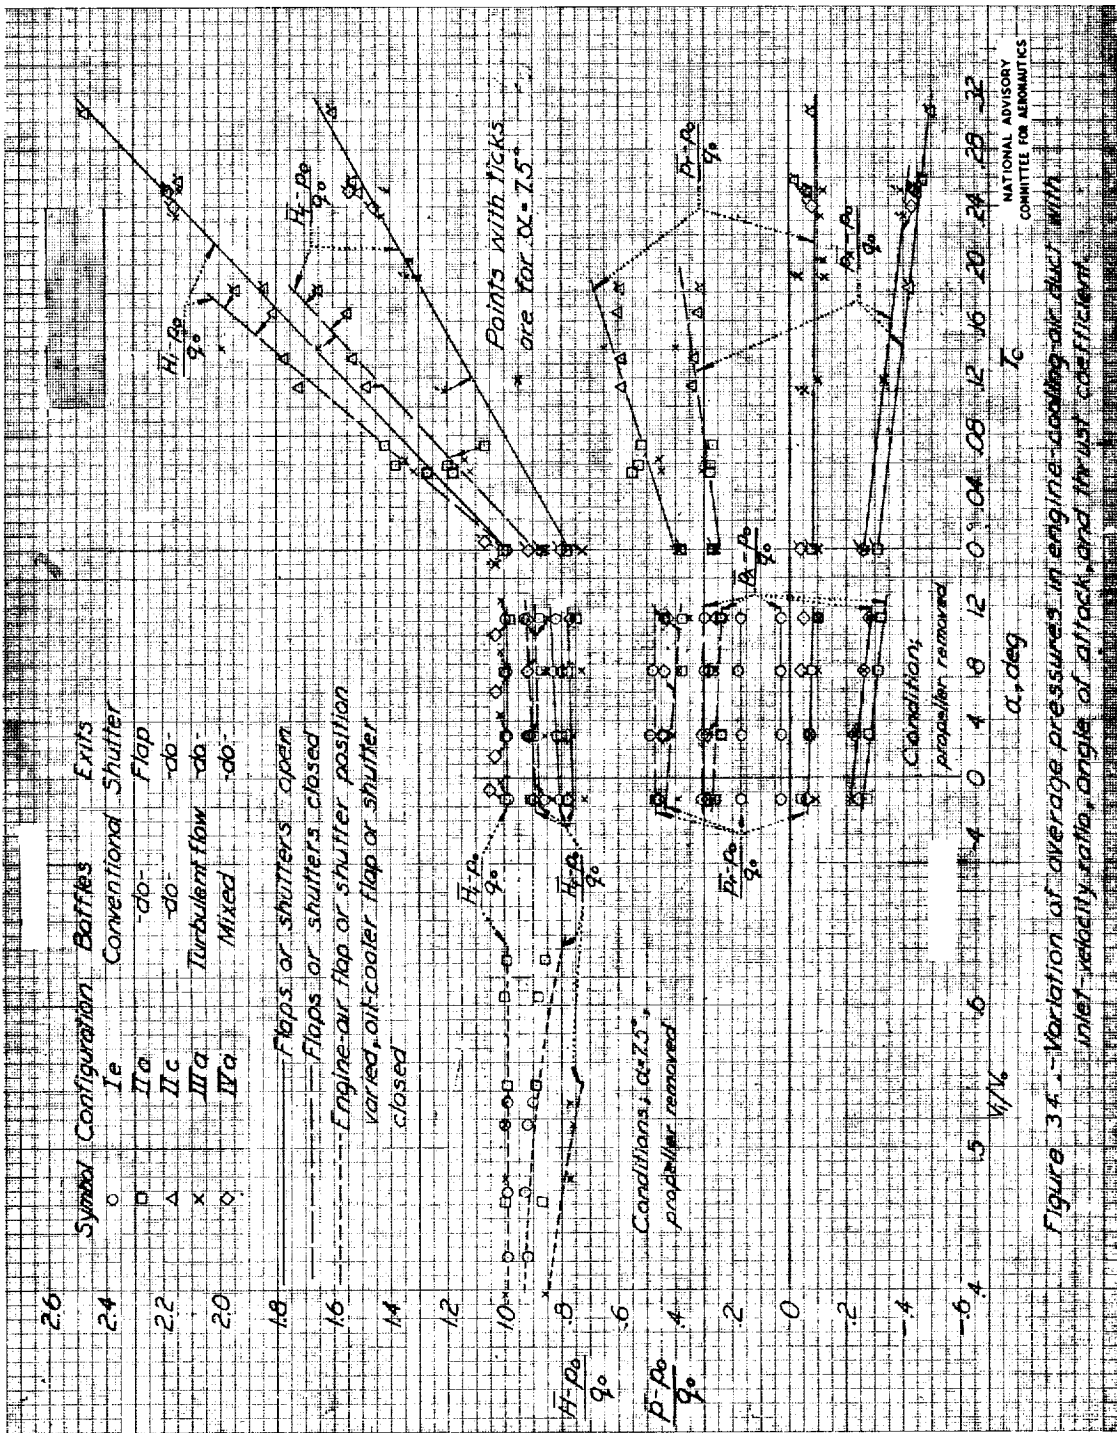 Symbol Configuration Baffles Exits
○ Ie Conventional Shutter
□ IIa -do- Flap
△ IIc -do- -do-
x IIIa Turbulent flow -do-
◇ IVa Mixed -do-
Flaps or shutters open
Flaps or shutters closed
Engine-air flap or shutter position
varied, oil-cooler flap or shutter
closed
2.6
2.4
2.2
2.0
1.8
1.6
1.4
1.2
1.0
.8
.6
.4
.2
0
-.2
-.4
-.6
H-p₀
q₀
p-p₀
q₀
H₁-p₀
q₀
Points with ticks
are for α=7.5°
Conditions; α=7.5°,
propeller removed
Condition;
propeller removed
.4 .5 .6
V₁/V₀
-4 0 4 8 12
α, deg
0 .04 .08 .12 .16 .20 .24 .28 .32
T_c
NATIONAL ADVISORY
COMMITTEE FOR AERONAUTICS
Figure 34.- Variation of average pressures in engine-cooling-air duct with
inlet-velocity ratio, angle of attack, and thrust coefficient.